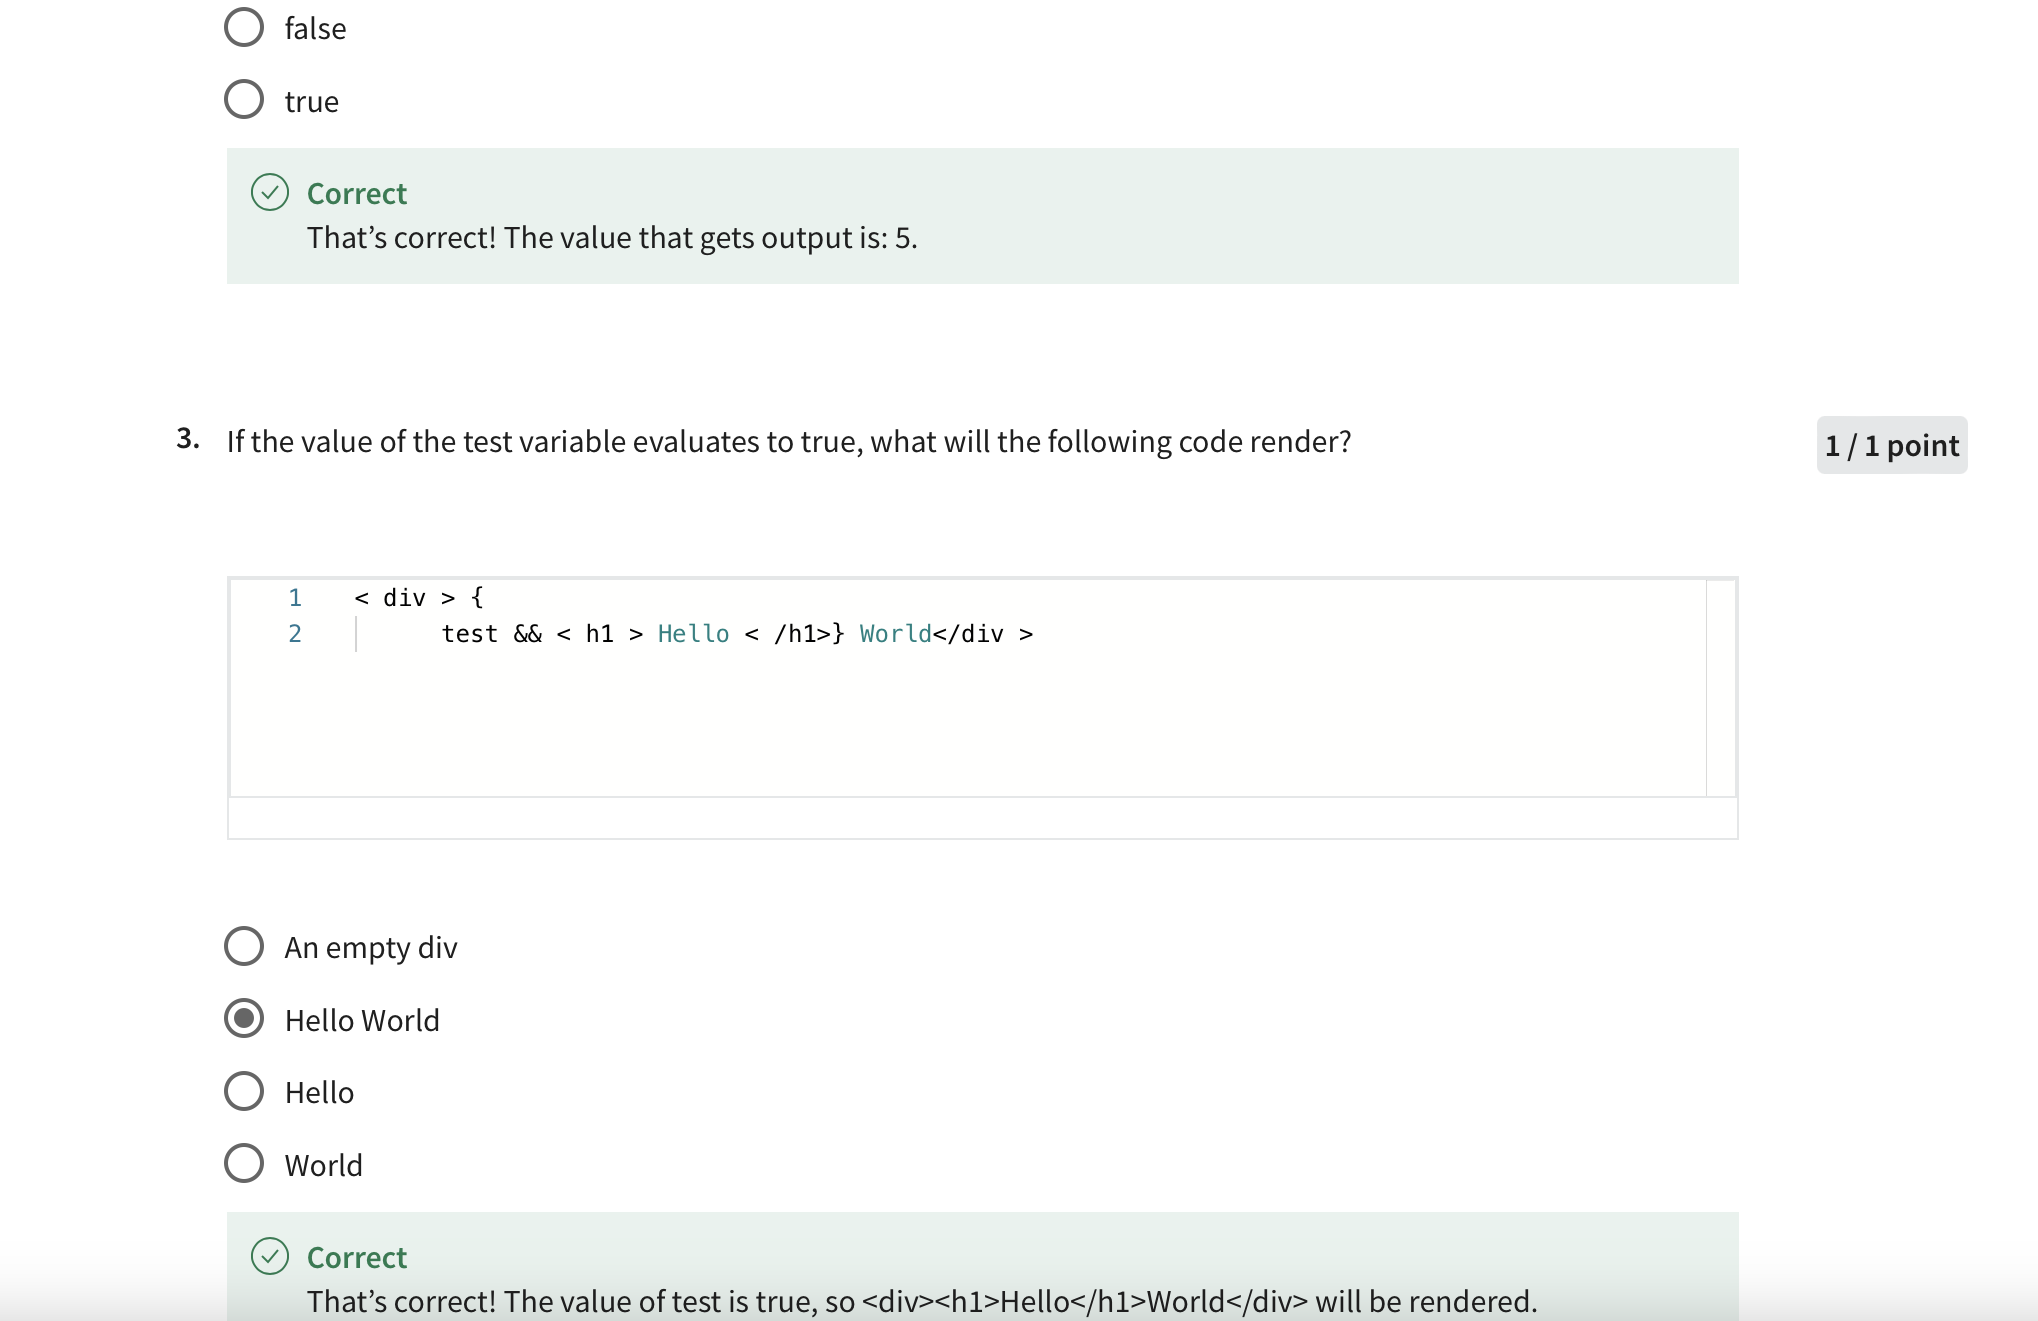 false
true
Correct
That’s correct! The value that gets output is: 5.
3. If the value of the test variable evaluates to true, what will the following code render?
1 / 1 point
1 < div > {
2 test && < h1 > Hello < /h1>} World</div >
An empty div
Hello World
Hello
World
Correct
That’s correct! The value of test is true, so <div><h1>Hello</h1>World</div> will be rendered.